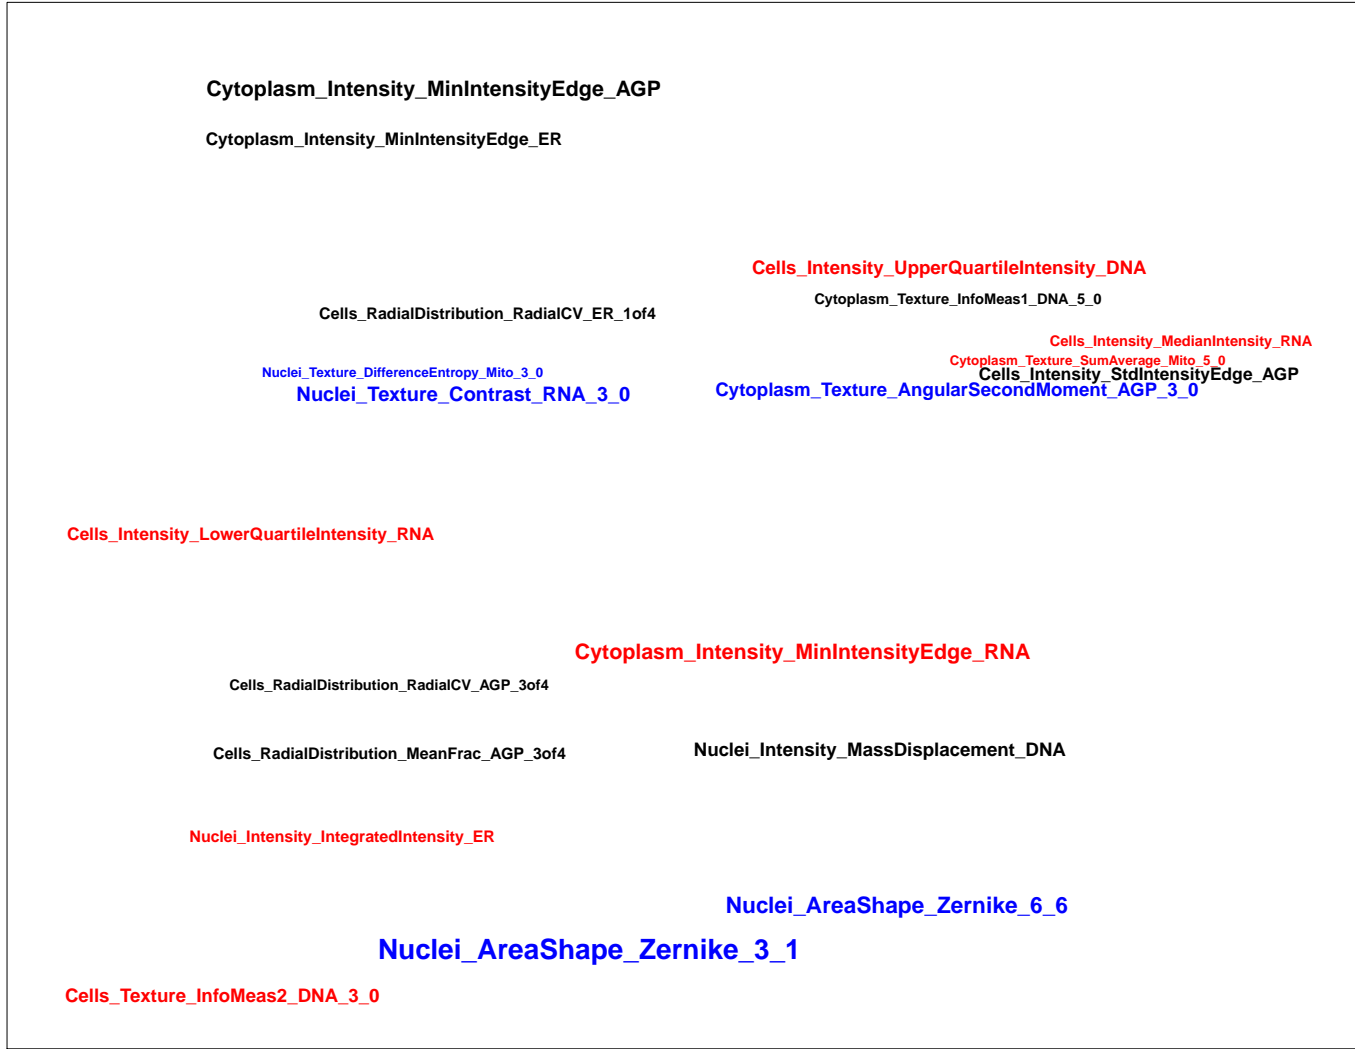 Cytoplasm_Intensity_MinIntensityEdge_AGP
Cytoplasm_Intensity_MinIntensityEdge_ER
Cells_Intensity_UpperQuartileIntensity_DNA
Cytoplasm_Texture_InfoMeas1_DNA_5_0
Cells_RadialDistribution_RadialCV_ER_1of4
Cells_Intensity_MedianIntensity_RNA
Cytoplasm_Texture_SumAverage_Mito_5_0
Nuclei_Texture_DifferenceEntropy_Mito_3_0
Cells_Intensity_StdIntensityEdge_AGP
Nuclei_Texture_Contrast_RNA_3_0
Cytoplasm_Texture_AngularSecondMoment_AGP_3_0
Cells_Intensity_LowerQuartileIntensity_RNA
Cytoplasm_Intensity_MinIntensityEdge_RNA
Cells_RadialDistribution_RadialCV_AGP_3of4
Nuclei_Intensity_MassDisplacement_DNA
Cells_RadialDistribution_MeanFrac_AGP_3of4
Nuclei_Intensity_IntegratedIntensity_ER
Nuclei_AreaShape_Zernike_6_6
Nuclei_AreaShape_Zernike_3_1
Cells_Texture_InfoMeas2_DNA_3_0